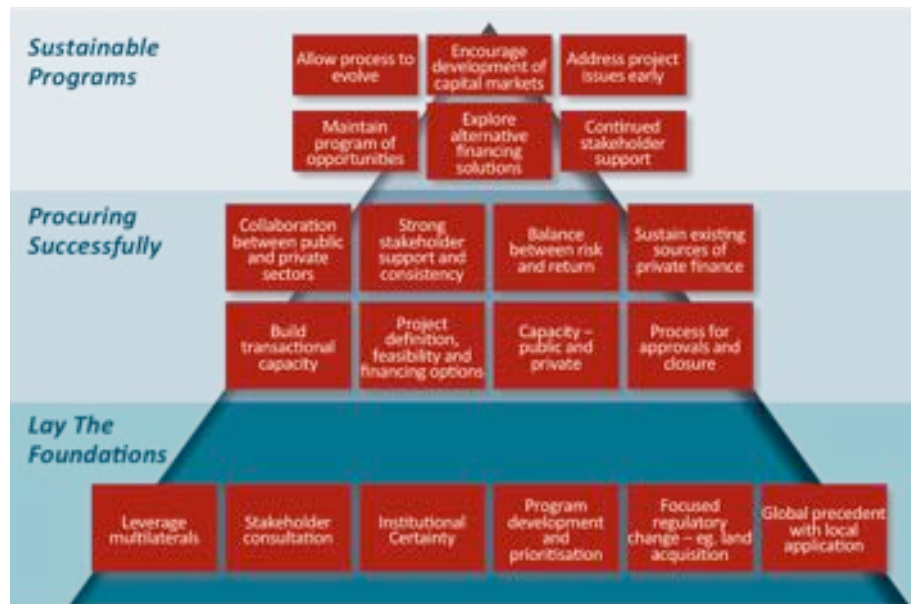 Sustainable
Programs
Allow process to
evolve
Encourage
development of
capital markets
Address project
issues early
Maintain
program of
opportunities
Explore
alternative
financing
solutions
Continued
stakeholder
support
Procuring
Successfully
Collaboration
between public
and private
sectors
Strong
stakeholder
support and
consistency
Balance
between risk
and return
Sustain existing
sources of
private finance
Build
transactional
capacity
Project
definition,
feasibility and
financing options
Capacity –
public and
private
Process for
approvals and
closure
Lay The
Foundations
Leverage
multilaterals
Stakeholder
consultation
Institutional
Certainty
Program
development
and
prioritisation
Focused
regulatory
change – eg. land
acquisition
Global precedent
with local
application